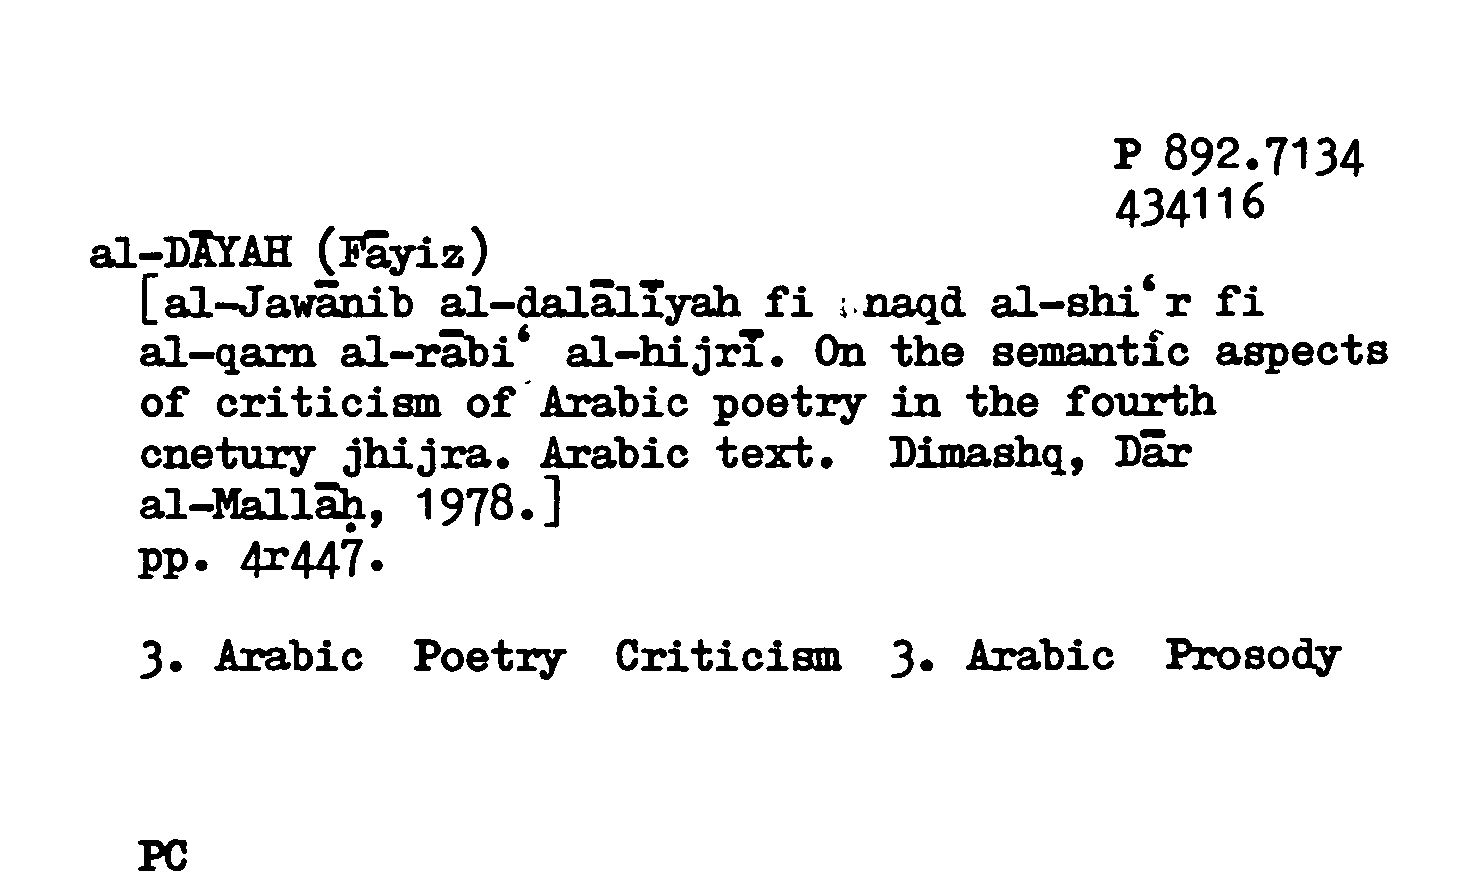 P 892.7134
434116
al-DĀYAH (Fāyiz)
[al-Jawānib al-dalālīyah fi naqd al-shi‘r fi
al-qarn al-rābi‘ al-hijrī. On the semantic aspects
of criticism of Arabic poetry in the fourth
cnetury jhijra. Arabic text. Dimashq, Dār
al-Mallāḥ, 1978.]
pp. 4r447.
3. Arabic Poetry Criticism 3. Arabic Prosody
PC